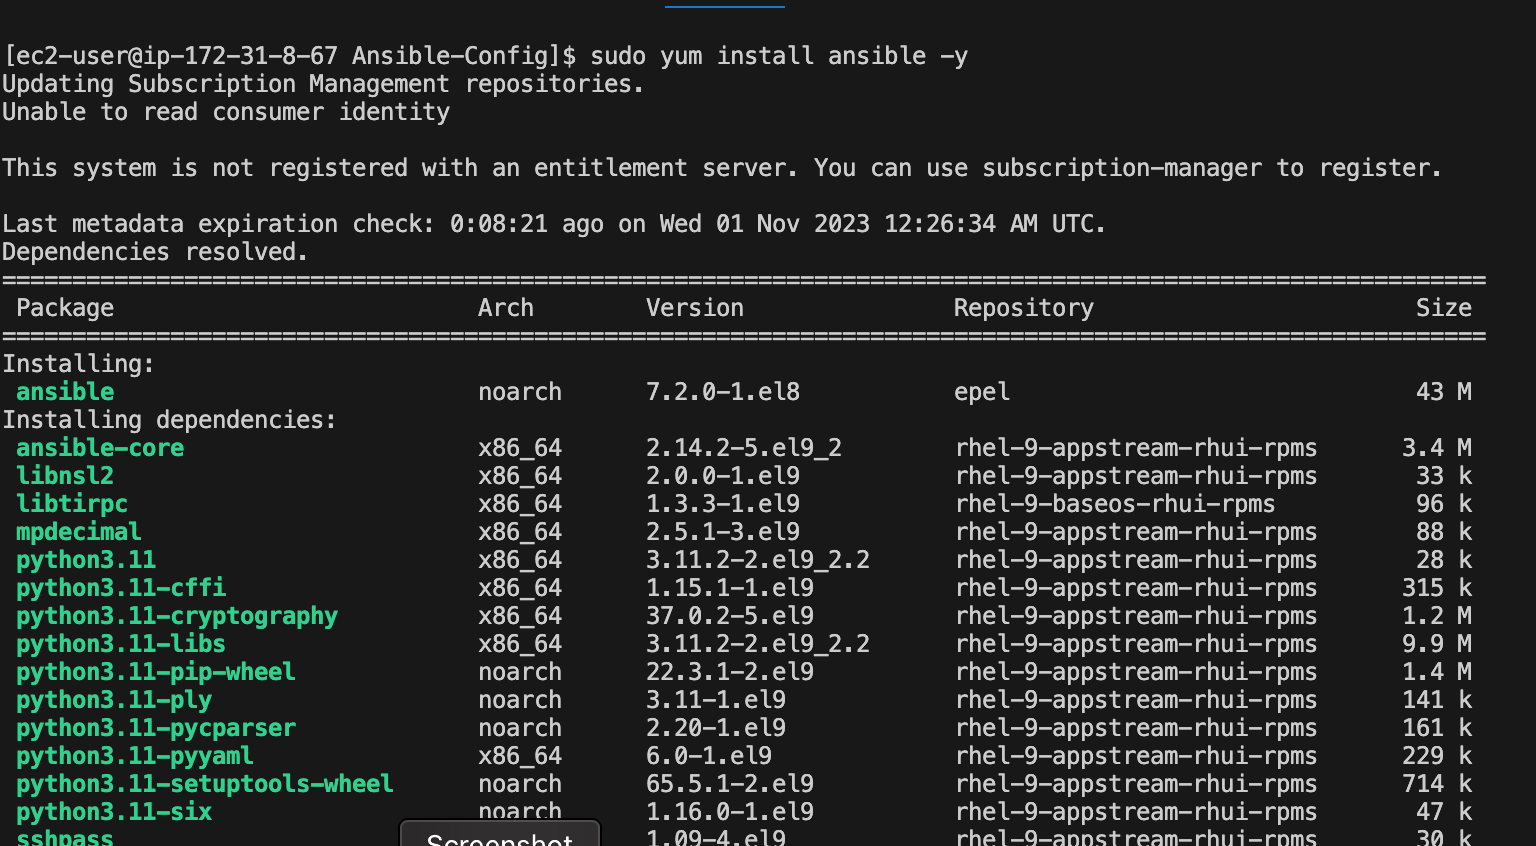 [ec2-user@ip-172-31-8-67 Ansible-Config]$ sudo yum install ansible -y
Updating Subscription Management repositories.
Unable to read consumer identity
This system is not registered with an entitlement server. You can use subscription-manager to register.
Last metadata expiration check: 0:08:21 ago on Wed 01 Nov 2023 12:26:34 AM UTC.
Dependencies resolved.
==========================================================================================================
Package Arch Version Repository Size
==========================================================================================================
Installing:
ansible noarch 7.2.0-1.el8 epel 43 M
Installing dependencies:
ansible-core x86_64 2.14.2-5.el9_2 rhel-9-appstream-rhui-rpms 3.4 M
libnsl2 x86_64 2.0.0-1.el9 rhel-9-appstream-rhui-rpms 33 k
libtirpc x86_64 1.3.3-1.el9 rhel-9-baseos-rhui-rpms 96 k
mpdecimal x86_64 2.5.1-3.el9 rhel-9-appstream-rhui-rpms 88 k
python3.11 x86_64 3.11.2-2.el9_2.2 rhel-9-appstream-rhui-rpms 28 k
python3.11-cffi x86_64 1.15.1-1.el9 rhel-9-appstream-rhui-rpms 315 k
python3.11-cryptography x86_64 37.0.2-5.el9 rhel-9-appstream-rhui-rpms 1.2 M
python3.11-libs x86_64 3.11.2-2.el9_2.2 rhel-9-appstream-rhui-rpms 9.9 M
python3.11-pip-wheel noarch 22.3.1-2.el9 rhel-9-appstream-rhui-rpms 1.4 M
python3.11-ply noarch 3.11-1.el9 rhel-9-appstream-rhui-rpms 141 k
python3.11-pycparser noarch 2.20-1.el9 rhel-9-appstream-rhui-rpms 161 k
python3.11-pyyaml x86_64 6.0-1.el9 rhel-9-appstream-rhui-rpms 229 k
python3.11-setuptools-wheel noarch 65.5.1-2.el9 rhel-9-appstream-rhui-rpms 714 k
python3.11-six noarch 1.16.0-1.el9 rhel-9-appstream-rhui-rpms 47 k
sshpass 1.09-4.el9 rhel-9-appstream-rhui-rpms 30 k
Screenshot